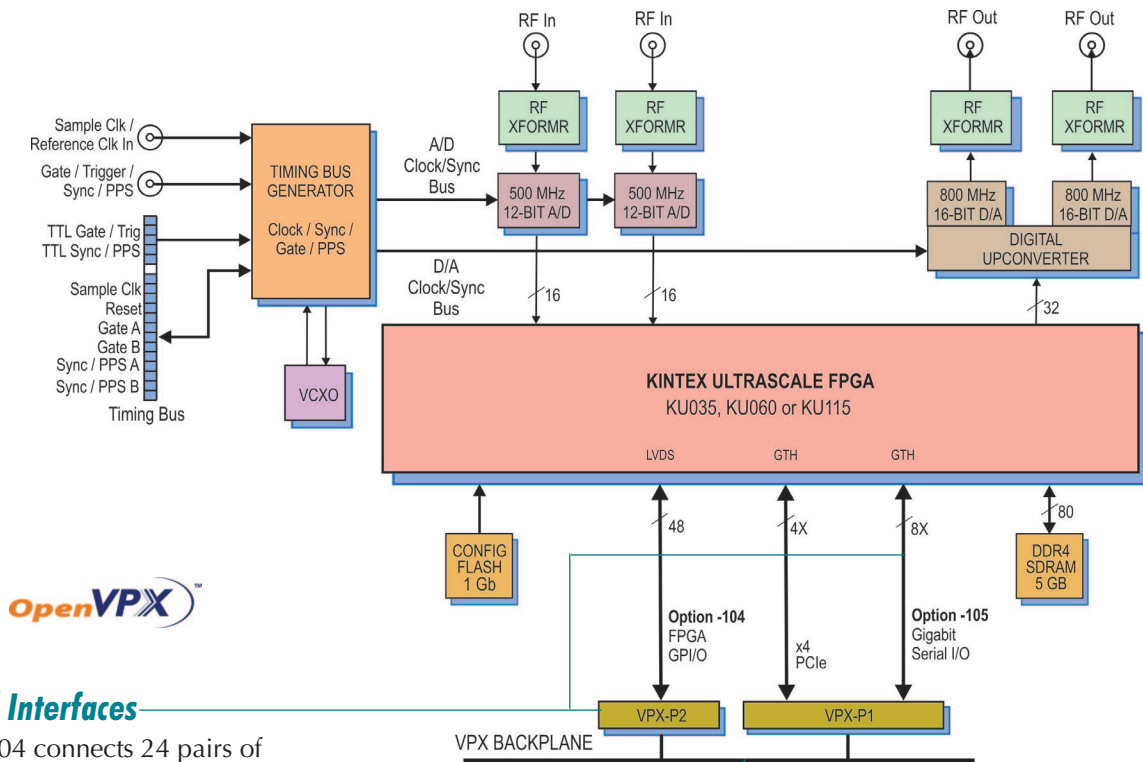 RF In
RF In
RF Out
RF Out
RF
XFORMR
RF
XFORMR
RF
XFORMR
RF
XFORMR
Sample Clk /
Reference Clk In
Gate / Trigger /
Sync / PPS
TTL Gate / Trig
TTL Sync / PPS
Sample Clk
Reset
Gate A
Gate B
Sync / PPS A
Sync / PPS B
Timing Bus
TIMING BUS
GENERATOR
Clock / Sync /
Gate / PPS
VCXO
A/D
Clock/Sync
Bus
D/A
Clock/Sync
Bus
500 MHz
12-BIT A/D
500 MHz
12-BIT A/D
800 MHz
16-BIT D/A
800 MHz
16-BIT D/A
DIGITAL
UPCONVERTER
16
16
32
KINTEX ULTRASCALE FPGA
KU035, KU060 or KU115
LVDS
GTH
GTH
48
4X
8X
80
CONFIG
FLASH
1 Gb
DDR4
SDRAM
5 GB
Option -104
FPGA
GPI/O
x4
PCIe
Option -105
Gigabit
Serial I/O
VPX-P2
VPX-P1
VPX BACKPLANE
OpenVPX™
Interfaces
04 connects 24 pairs of